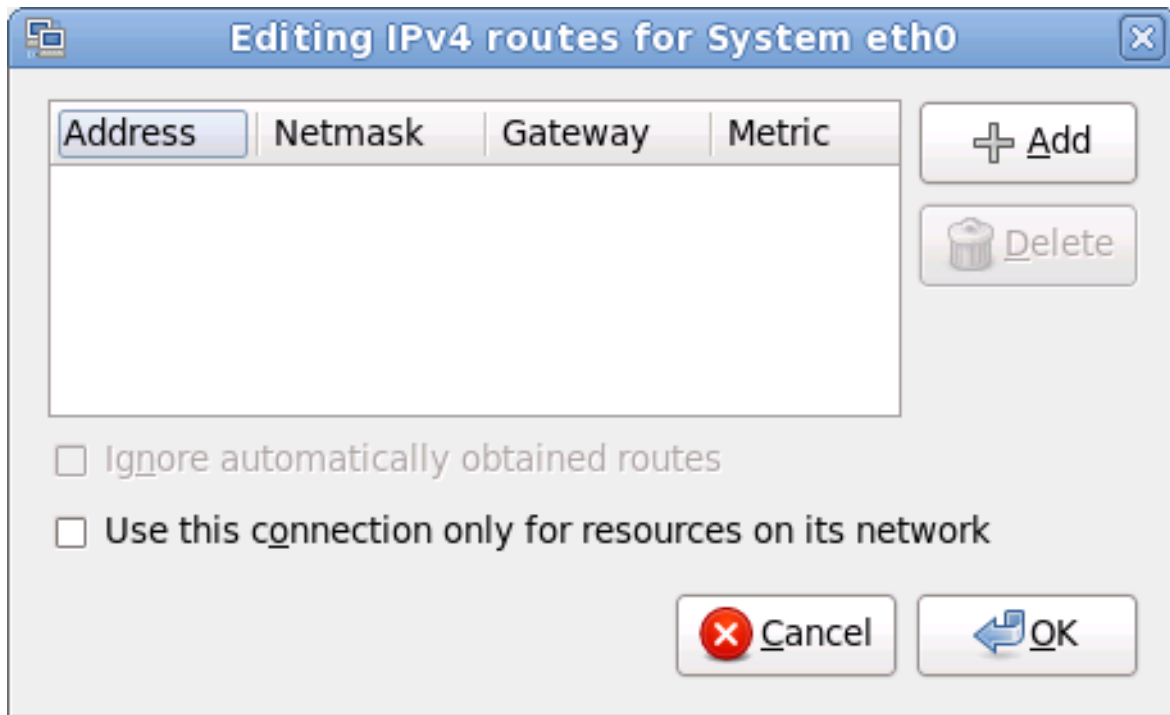 Editing IPv4 routes for System eth0
Address Netmask Gateway Metric
Add
Delete
Ignore automatically obtained routes
Use this connection only for resources on its network
Cancel OK